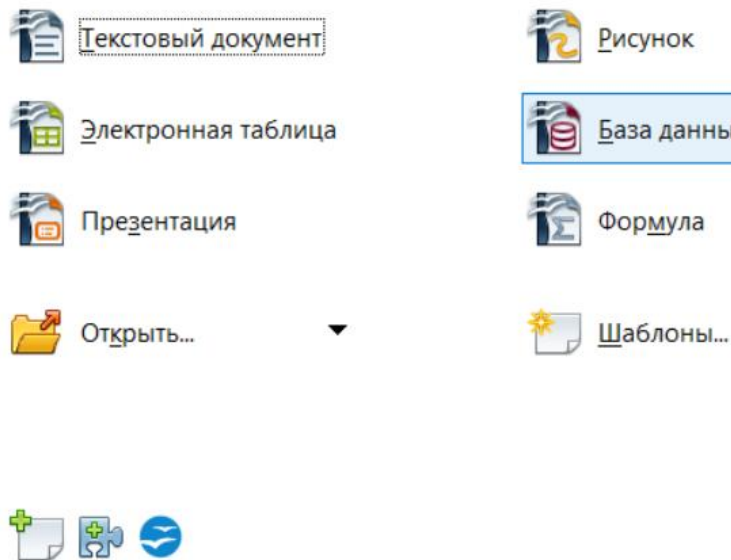 Текстовый документ
Рисунок
Электронная таблица
База данны
Презентация
Формула
Открыть...
Шаблоны...